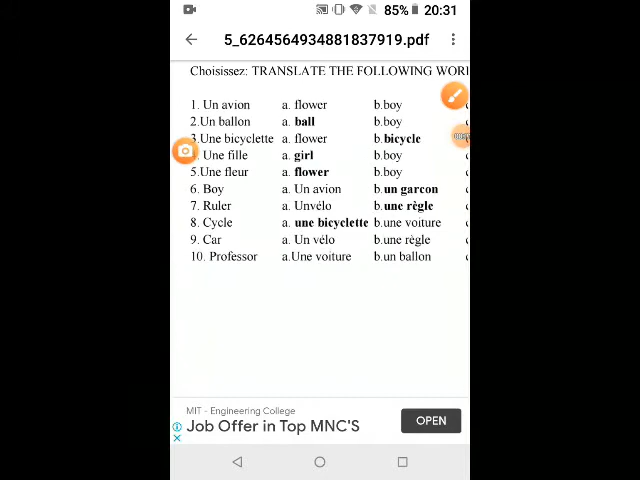 85% 20:31
5_6264564934881837919.pdf
Choisissez: TRANSLATE THE FOLLOWING WOR
1. Un avion a. flower b.boy
2.Un ballon a. ball b.boy
3.Une bicyclette a. flower b.bicycle
Une fille a. girl b.boy
5.Une fleur a. flower b.boy
6. Boy a. Un avion b.un garcon
7. Ruler a. Unvélo b.une règle
8. Cycle a. une bicyclette b.une voiture
9. Car a. Un vélo b.une règle
10. Professor a.Une voiture b.un ballon
MIT - Engineering College
Job Offer in Top MNC'S
OPEN